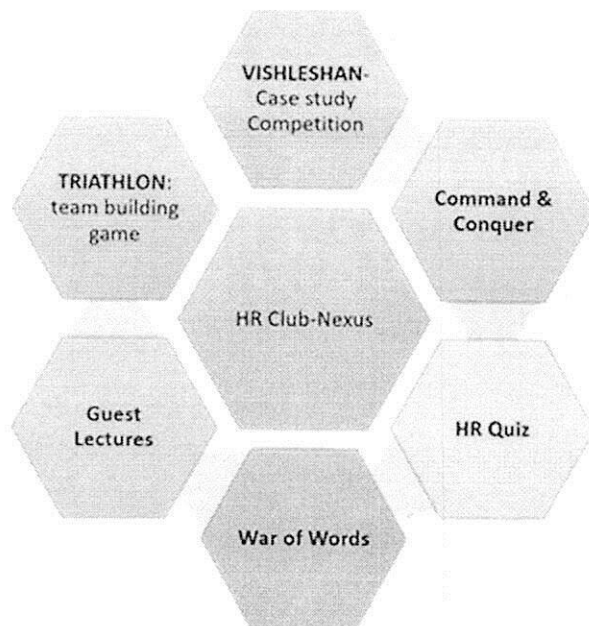 VISHLESHAN-
Case study
Competition
TRIATHLON:
team building
game
Command &
Conquer
HR Club-Nexus
Guest
Lectures
HR Quiz
War of Words